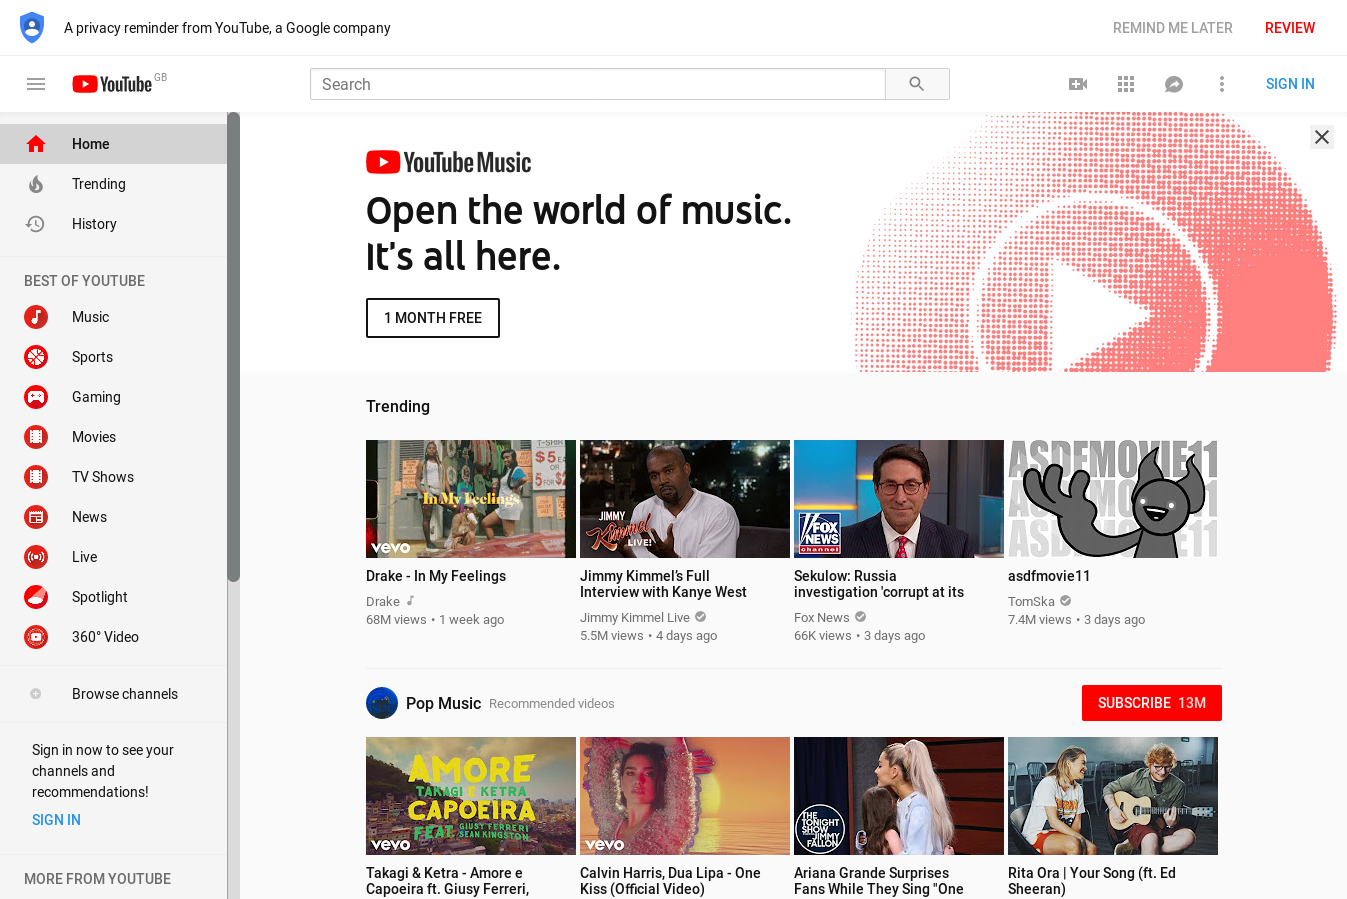 A privacy reminder from YouTube, a Google company
REMIND ME LATER
REVIEW
YouTube GB
Search
SIGN IN
Home
Trending
History
BEST OF YOUTUBE
Music
Sports
Gaming
Movies
TV Shows
News
Live
Spotlight
360° Video
Browse channels
Sign in now to see your
channels and
recommendations!
SIGN IN
MORE FROM YOUTUBE
YouTube Music
Open the world of music.
It's all here.
1 MONTH FREE
Trending
T-SHIR
$5 EA
OR
5 FOR $2
In My Feelings
vevo
Drake - In My Feelings
Drake
68M views • 1 week ago
JIMMY
Kimmel
LIVE!
Jimmy Kimmel’s Full
Interview with Kanye West
Jimmy Kimmel Live
5.5M views • 4 days ago
FOX
NEWS
channel
Sekulow: Russia
investigation 'corrupt at its
Fox News
66K views • 3 days ago
ASDFMOVIE11
ASDFMOVIE11
ASDFMOVIE11
asdfmovie11
TomSka
7.4M views • 3 days ago
Pop Music Recommended videos
SUBSCRIBE 13M
AMORE
TAKAGI E KETRA
CAPOEIRA
FEAT. GIUSY FERRERI
SEAN KINGSTON
vevo
Takagi & Ketra - Amore e
Capoeira ft. Giusy Ferreri,
vevo
Calvin Harris, Dua Lipa - One
Kiss (Official Video)
THE
TONIGHT
SHOW
JIMMY
FALLON
Ariana Grande Surprises
Fans While They Sing "One
Rita Ora | Your Song (ft. Ed
Sheeran)